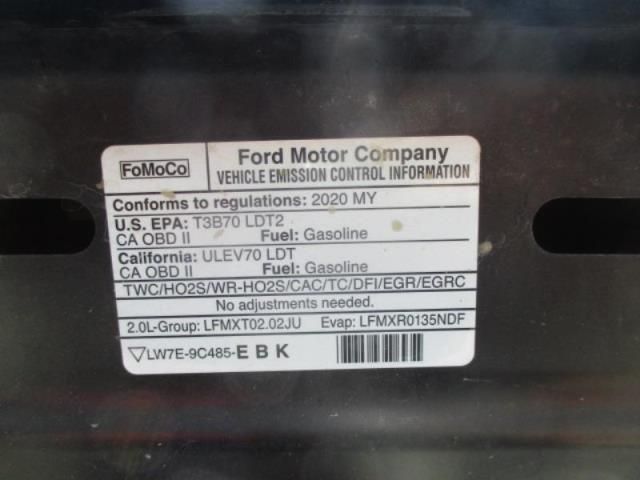 FoMoCo
Ford Motor Company
VEHICLE EMISSION CONTROL INFORMATION
Conforms to regulations: 2020 MY
U.S. EPA: T3B70 LDT2
CA OBD II Fuel: Gasoline
California: ULEV70 LDT
CA OBD II Fuel: Gasoline
TWC/HO2S/WR-HO2S/CAC/TC/DFI/EGR/EGRC
No adjustments needed.
2.0L-Group: LFMXT02.02JU Evap: LFMXR0135NDF
▽LW7E-9C485-E B K